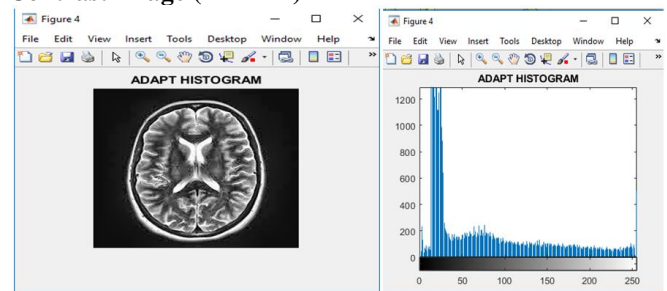 Figure 4
File Edit View Insert Tools Desktop Window Help
ADAPT HISTOGRAM
Figure 4
File Edit View Insert Tools Desktop Window Help
ADAPT HISTOGRAM
1200
1000
800
600
400
200
0
0 50 100 150 200 250